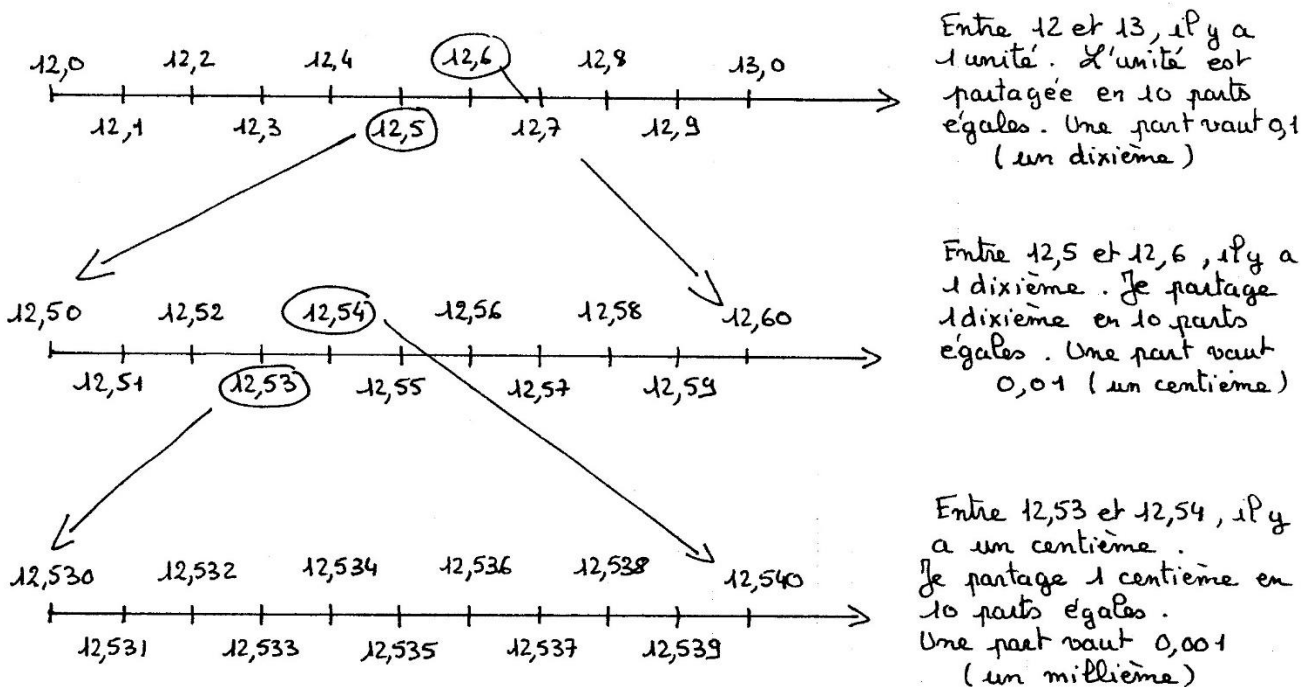 12,0 12,2 12,4 12,6 12,8 13,0
12,1 12,3 12,5 12,7 12,9
Entre 12 et 13, il y a
1 unité. L'unité est
partagée en 10 parts
égales. Une part vaut 0,1
(un dixième)
12,50 12,52 12,54 12,56 12,58 12,60
12,51 12,53 12,55 12,57 12,59
Entre 12,5 et 12,6, il y a
1 dixième. Je partage
1 dixième en 10 parts
égales. Une part vaut
0,01 (un centième)
12,530 12,532 12,534 12,536 12,538 12,540
12,531 12,533 12,535 12,537 12,539
Entre 12,53 et 12,54, il y
a un centième.
Je partage 1 centième en
10 parts égales.
Une part vaut 0,001
(un millième)